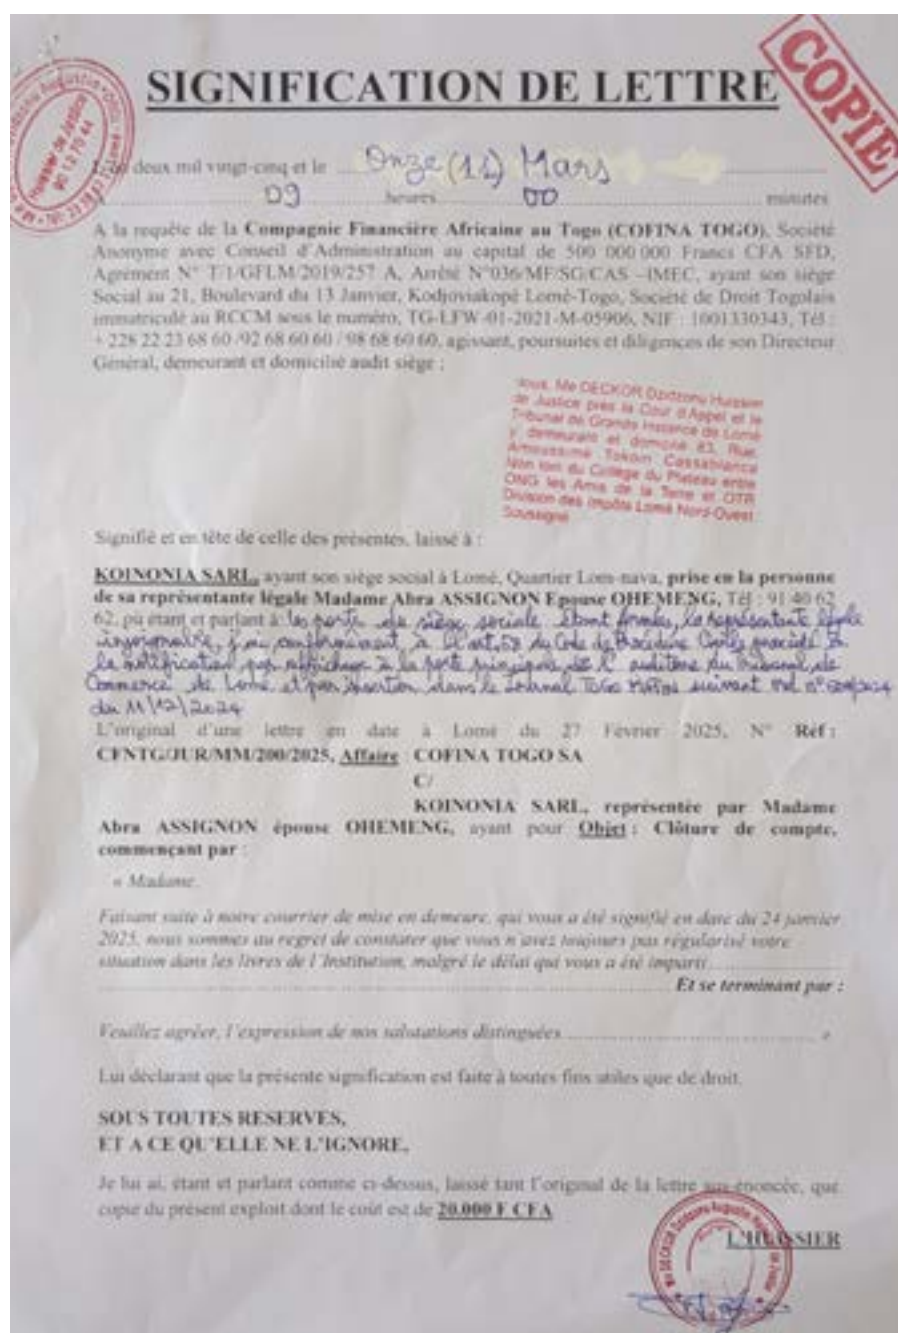 SIGNIFICATION DE LETTRE
COPIE
deux mil vingt-cinq et le Onze (11) Mars
09 heures 00 minutes
A la requête de la Compagnie Financière Africaine au Togo (COFINA TOGO), Société
Anonyme avec Conseil d'Administration au capital de 500 000 000 Francs CFA SFD,
Agrément N° T/1/GFLM/2019/257 A, Arrêté N°036/MF/SG/CAS –IMEC, ayant son siège
Social au 21, Boulevard du 13 Janvier, Kodjoviakopé Lomé-Togo, Société de Droit Togolais
immatriculé au RCCM sous le numéro, TG-LFW-01-2021-M-05906, NIF : 1001330343, Tél :
+ 228 22 23 68 60 /92 68 60 60 / 98 68 60 60, agissant, poursuites et diligences de son Directeur
Général, demeurant et domicilié audit siège ;
Nous, Me DECKOR Dzidzonu Huissier
de Justice près la Cour d'Appel et le
Tribunal de Grande Instance de Lomé
y demeurant et domicilié 83, Rue
Amoussimé Tokoin Cassablanca
Non loin du Collège du Plateau entre
ONG les Amis de la Terre et OTR
Division des Impôts Lomé Nord-Ouest
Soussigné
Signifié et en tête de celle des présentes, laissé à :
KOINONIA SARL, ayant son siège social à Lomé, Quartier Lom-nava, prise en la personne
de sa représentante légale Madame Abra ASSIGNON Epouse OHEMENG, Tél : 91 40 62
62, où étant et parlant à : les porte du siège sociale étant fermées, la représentante légale
injoignable, j'ai conformément à l'art. 58 du Code de Procédure Civile procédé à
la notification par affichage à la porte principale de l'auditoire du Tribunal de
Commerce de Lomé et par insertion dans le Journal TOGO MATIN suivant ord n°
du 11/12/2024
L'original d'une lettre en date à Lomé du 27 Février 2025, N° Réf :
CFNTG/JUR/MM/200/2025, Affaire COFINA TOGO SA
C/
KOINONIA SARL, représentée par Madame
Abra ASSIGNON épouse OHEMENG, ayant pour Objet : Clôture de compte,
commençant par :
« Madame,
Faisant suite à notre courrier de mise en demeure, qui vous a été signifié en date du 24 janvier
2025, nous sommes au regret de constater que vous n'avez toujours pas régularisé votre
situation dans les livres de l'Institution, malgré le délai qui vous a été imparti
Et se terminant par :
Veuillez agréer, l'expression de nos salutations distinguées »
Lui déclarant que la présente signification est faite à toutes fins utiles que de droit.
SOUS TOUTES RESERVES,
ET A CE QU'ELLE NE L'IGNORE,
Je lui ai, étant et parlant comme ci-dessus, laissé tant l'original de la lettre sus-énoncée, que
copie du présent exploit dont le coût est de 20.000 F CFA
L'HUISSIER